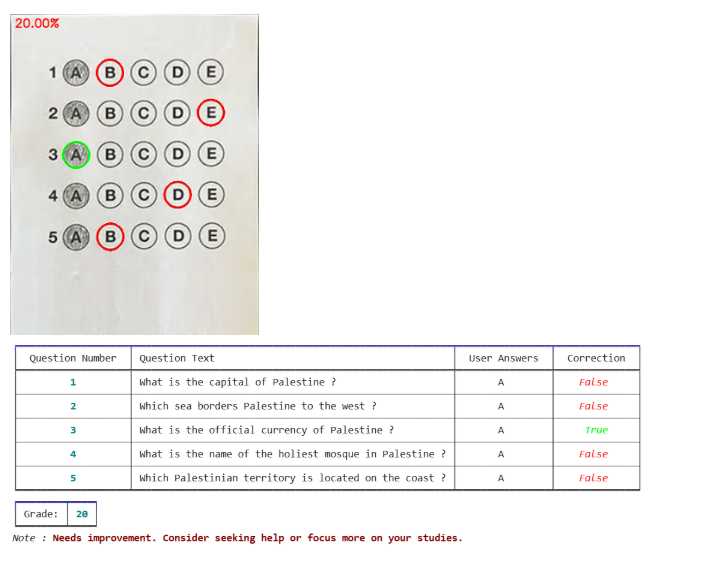 20.00%
1 A B C D E
2 A B C D E
3 A B C D E
4 A B C D E
5 A B C D E
Question Number Question Text User Answers Correction
1 What is the capital of Palestine ? A False
2 Which sea borders Palestine to the west ? A False
3 What is the official currency of Palestine ? A True
4 What is the name of the holiest mosque in Palestine ? A False
5 Which Palestinian territory is located on the coast ? A False
Grade: 20
Note : Needs improvement. Consider seeking help or focus more on your studies.